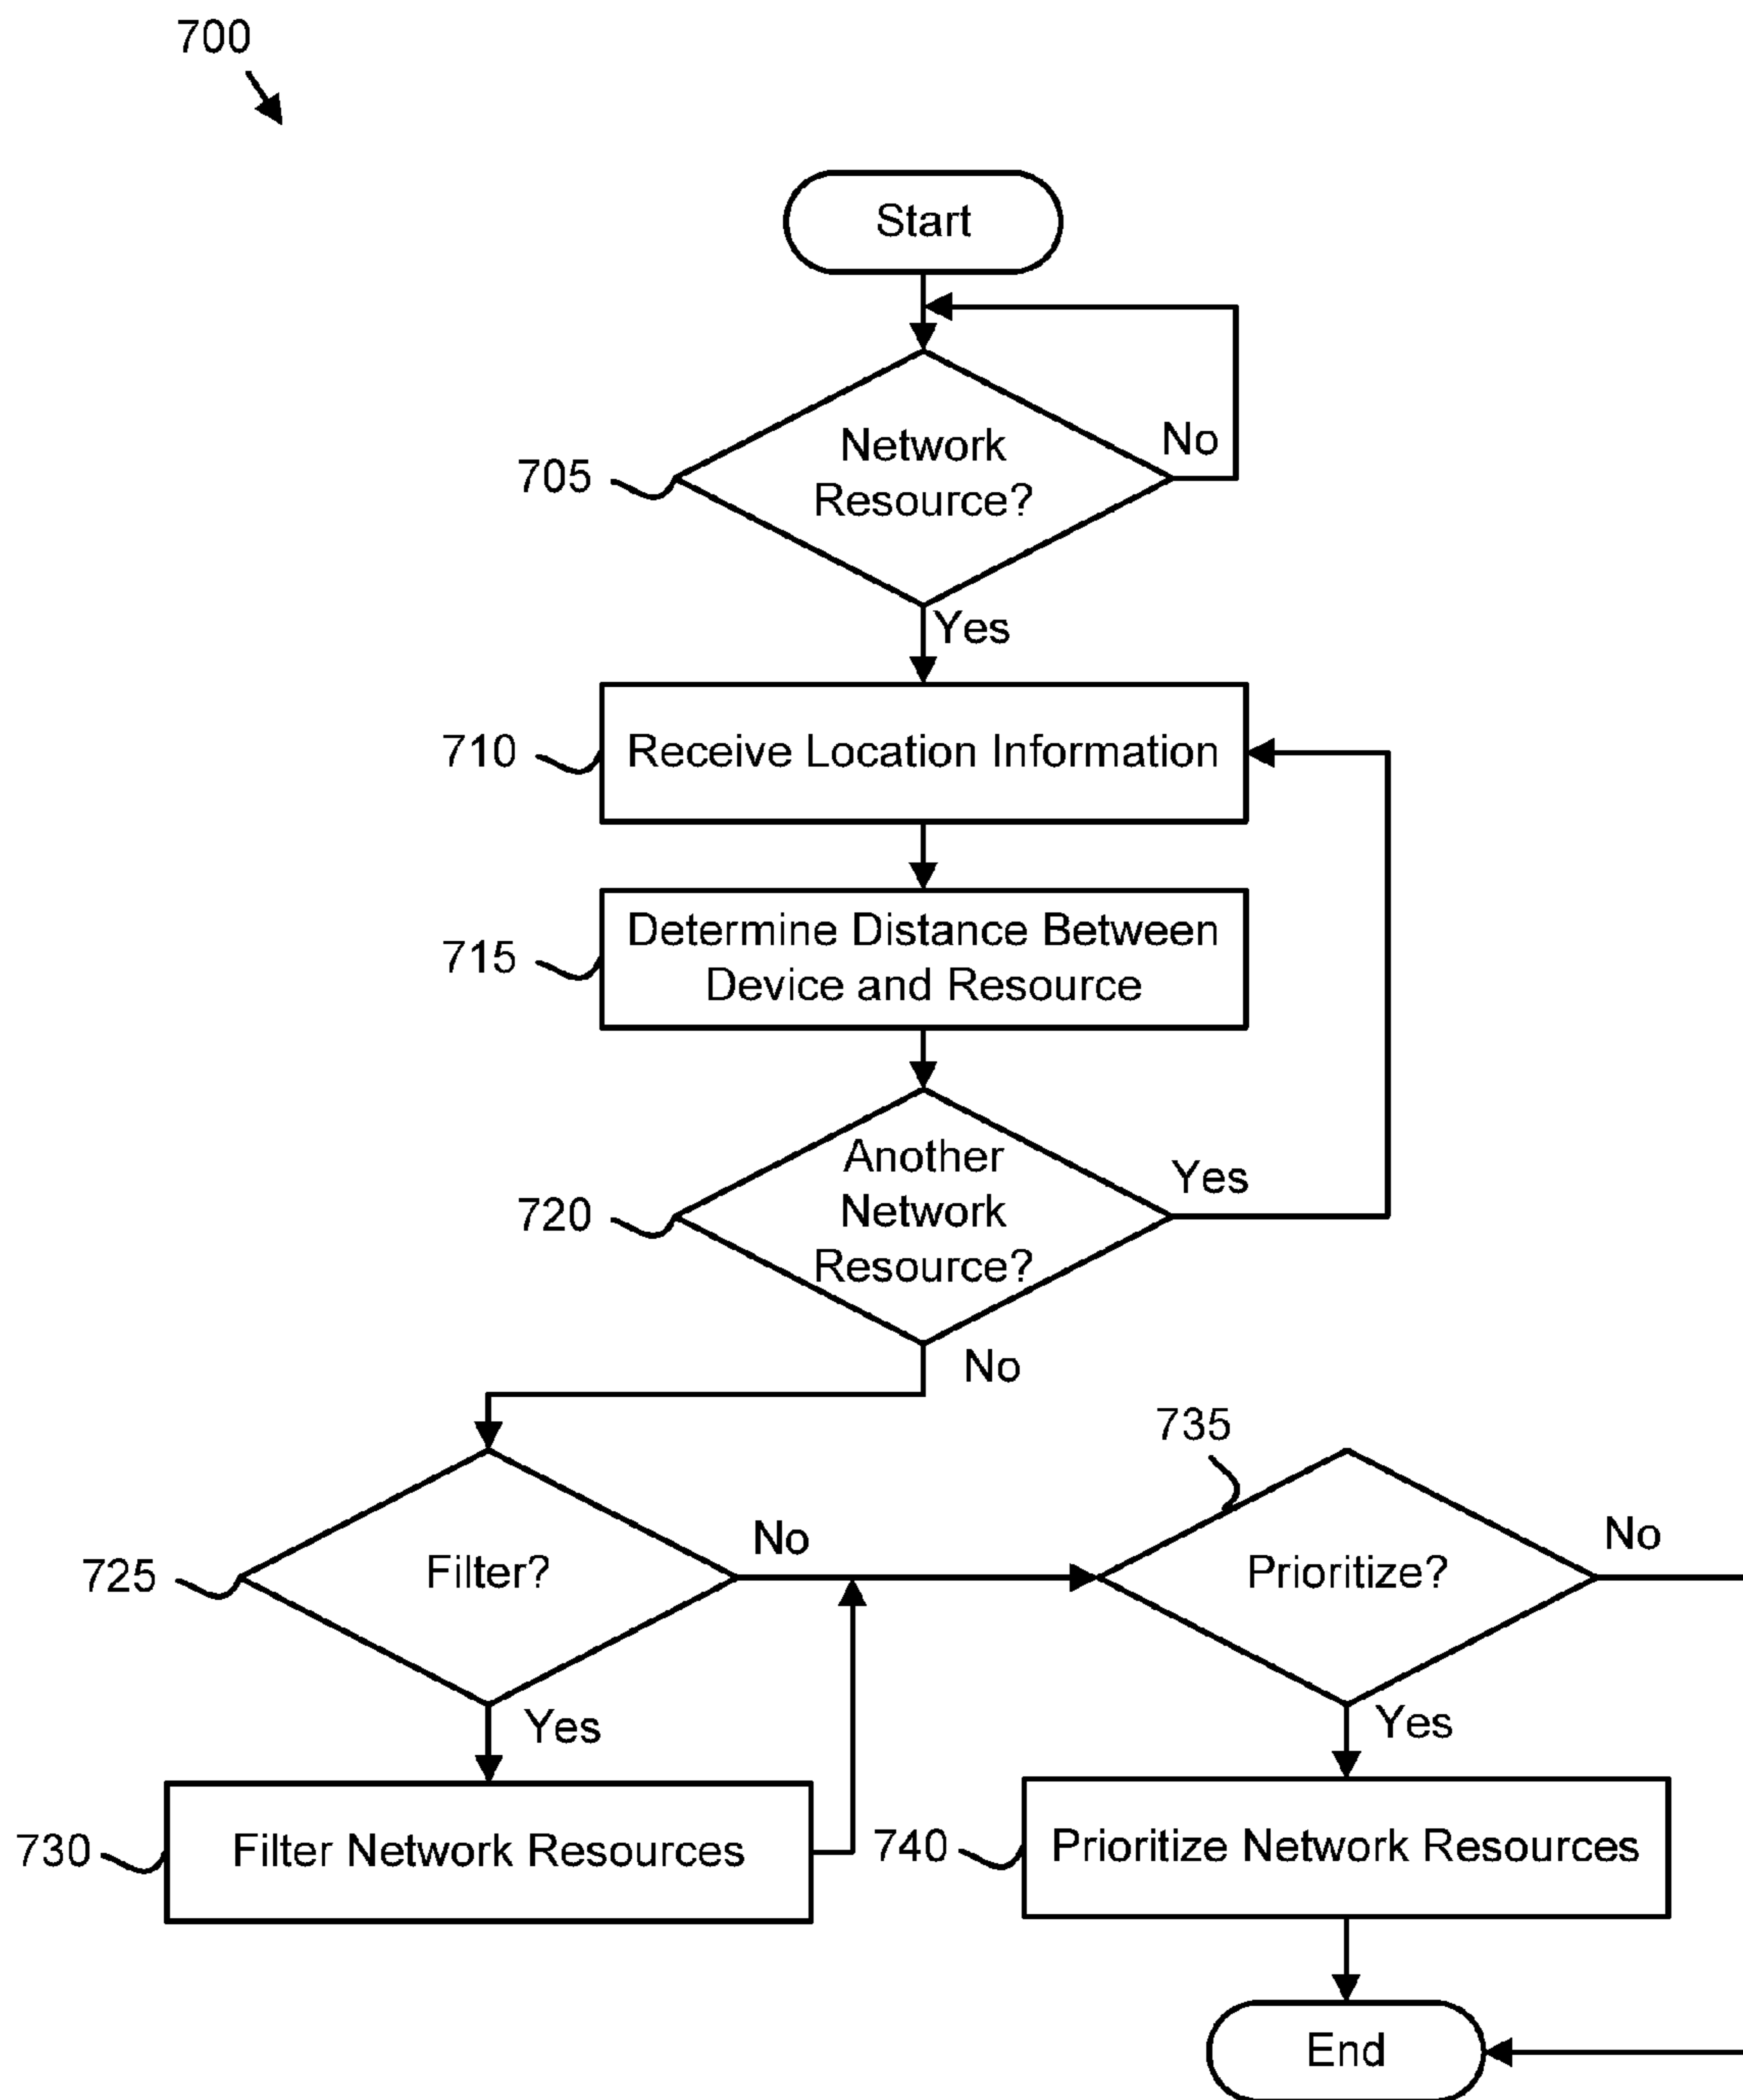 700
Start
Network
Resource?
No
705
Yes
710
Receive Location Information
715
Determine Distance Between
Device and Resource
Another
Network
Resource?
Yes
720
No
735
Filter?
No
725
Prioritize?
No
Yes
Yes
730
Filter Network Resources
740
Prioritize Network Resources
End